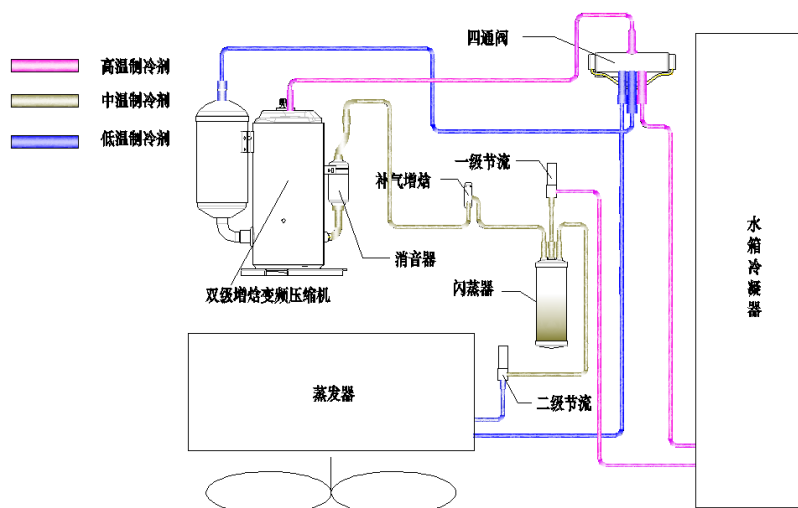 高温制冷剂
中温制冷剂
低温制冷剂
四通阀
一级节流
补气增焓
消音器
闪蒸器
双级增焓变频压缩机
水箱冷凝器
蒸发器
二级节流